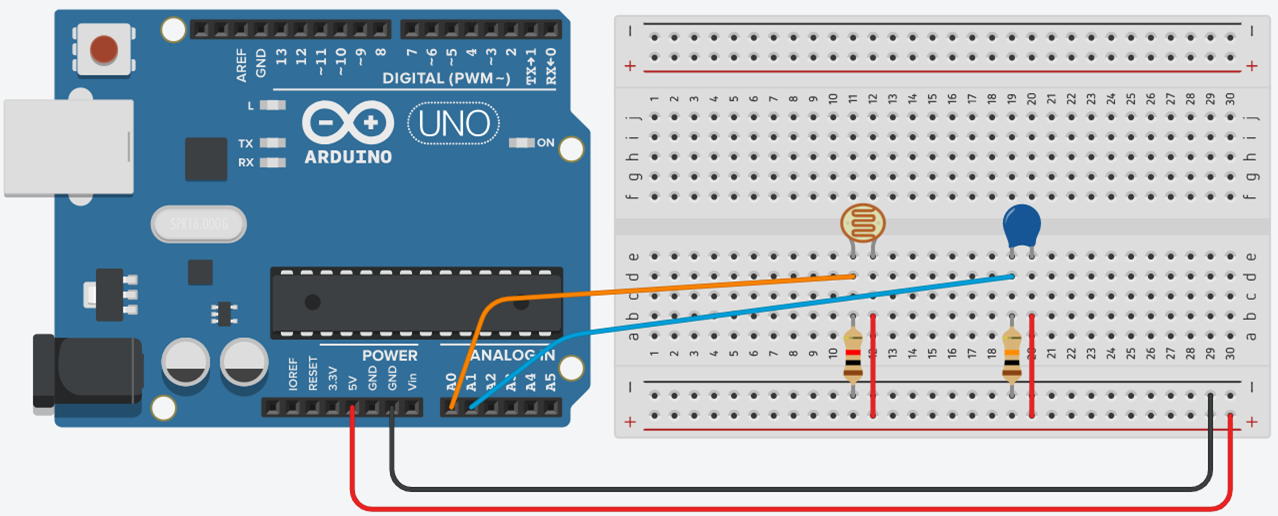 AREF
GND
13
12
~11
~10
~9
8
7
~6
~5
4
~3
2
TX→1
RX←0
DIGITAL (PWM~)
L
TX
RX
UNO
ARDUINO
ON
SPK16.000G
IOREF
RESET
3.3V
5V
GND
GND
Vin
POWER
ANALOG IN
A0
A1
A2
A3
A4
A5
− −
+ +
1 2 3 4 5 6 7 8 9 10 11 12 13 14 15 16 17 18 19 20 21 22 23 24 25 26 27 28 29 30
j j
i i
h h
g g
f f
e e
d d
c c
b b
a a
1 2 3 4 5 6 7 8 9 10 11 12 13 14 15 16 17 18 19 20 21 22 23 24 25 26 27 28 29 30
− −
+ +